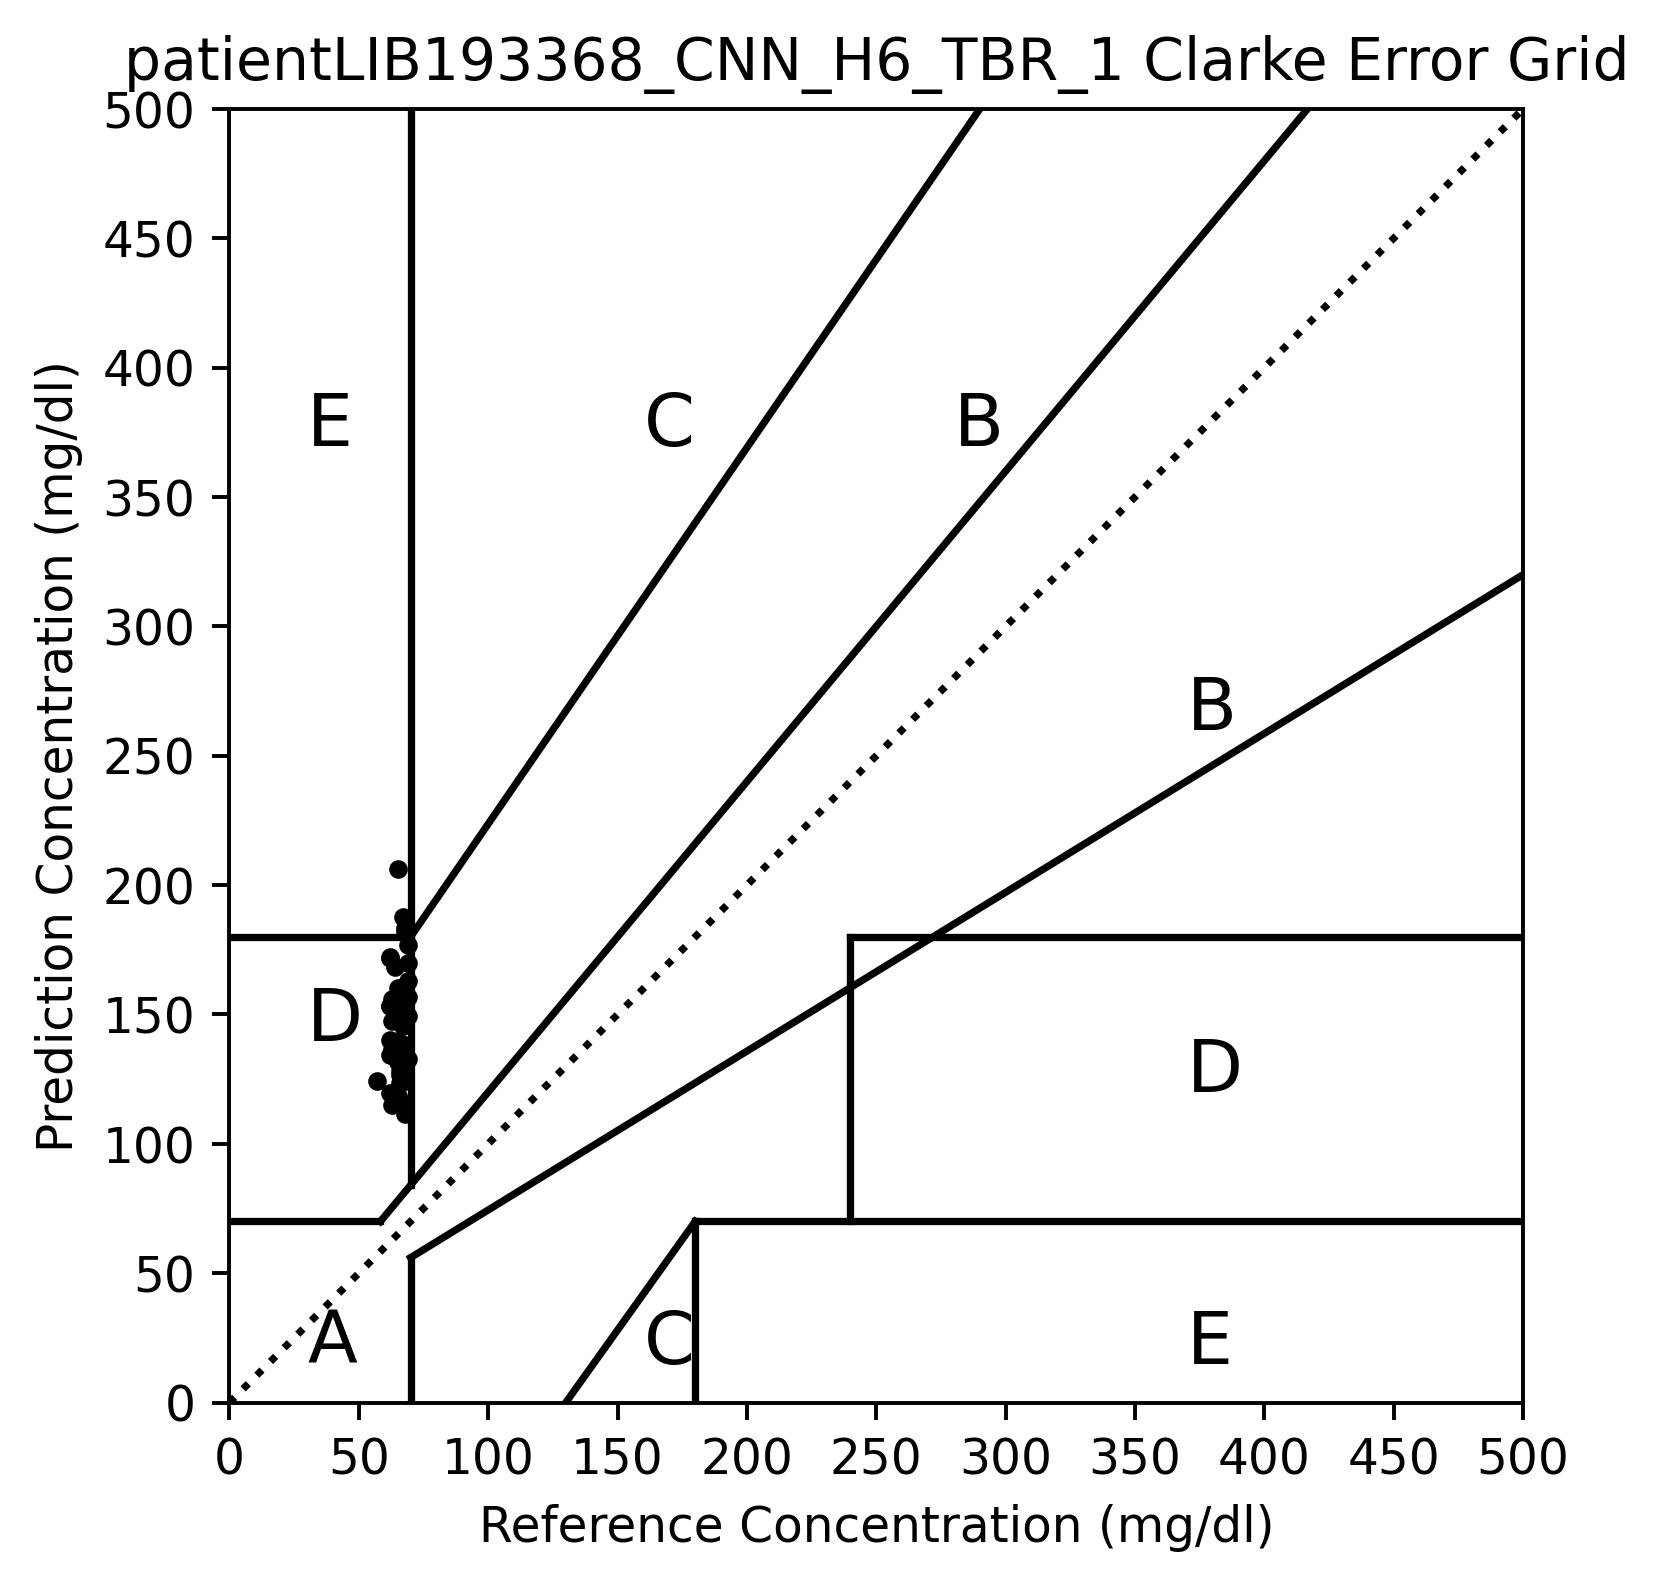 patientLIB193368_CNN_H6_TBR_1 Clarke Error Grid
500
450
400
350
300
250
200
150
100
50
0
Prediction Concentration (mg/dl)
E
C
B
B
D
D
A
C
E
0 50 100 150 200 250 300 350 400 450 500
Reference Concentration (mg/dl)